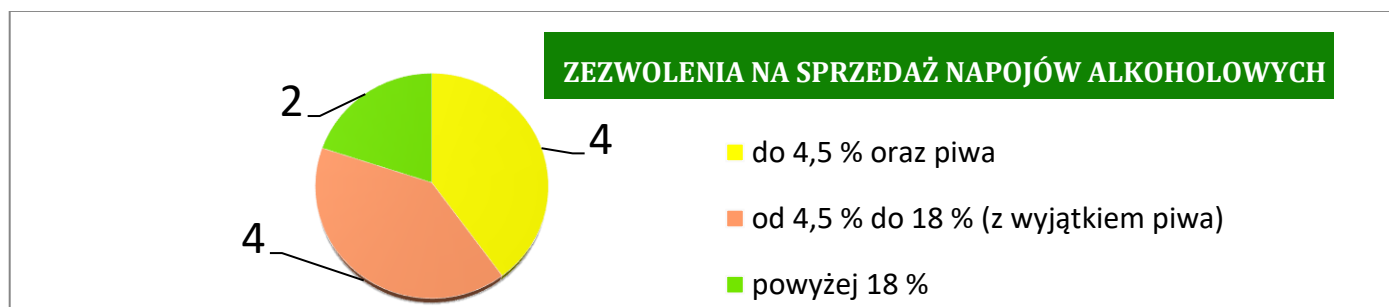 ZEZWOLENIA NA SPRZEDAŻ NAPOJÓW ALKOHOLOWYCH
2
4
4
do 4,5 % oraz piwa
od 4,5 % do 18 % (z wyjątkiem piwa)
powyżej 18 %